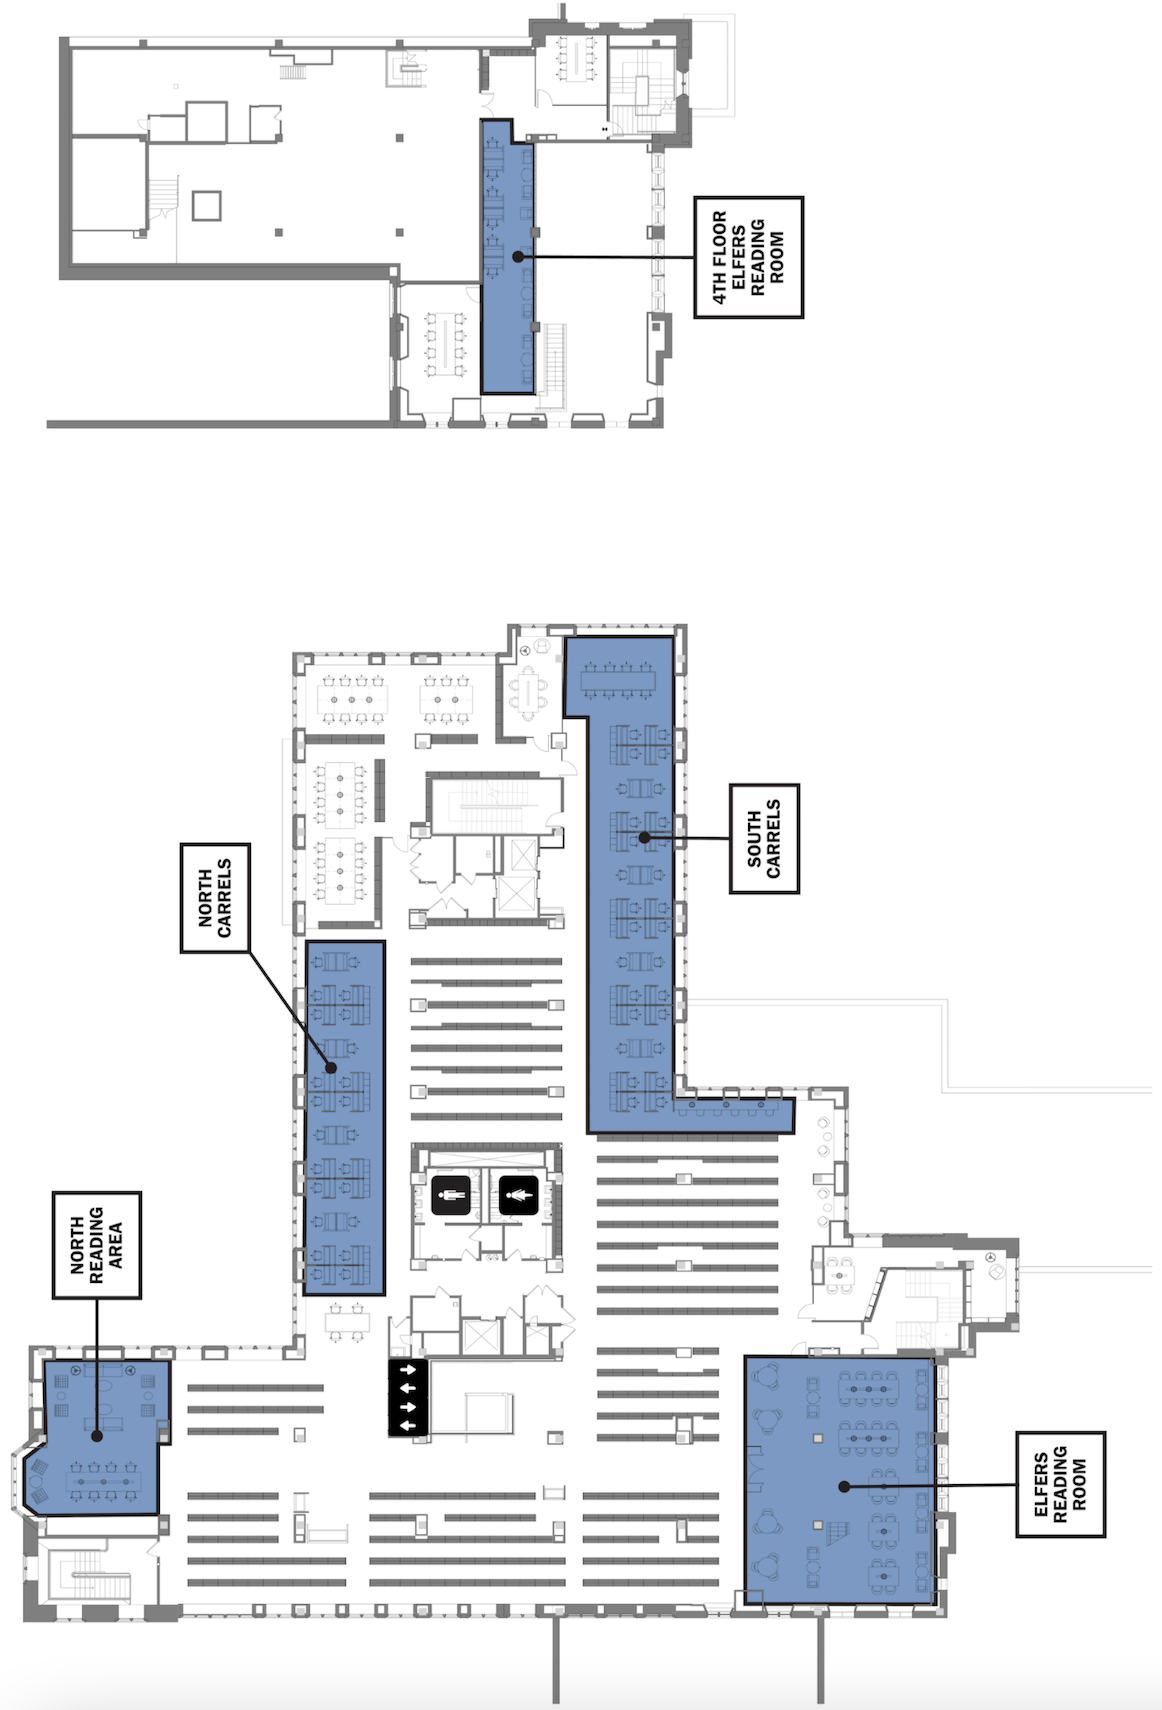 4TH FLOOR
ELFERS
READING
ROOM
SOUTH
CARRELS
NORTH
CARRELS
NORTH
READING
AREA
ELFERS
READING
ROOM